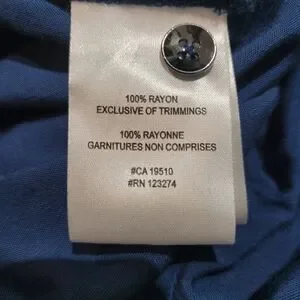 100% RAYON
EXCLUSIVE OF TRIMMINGS
100% RAYONNE
GARNITURES NON COMPRISES
#CA 19510
#RN 123274